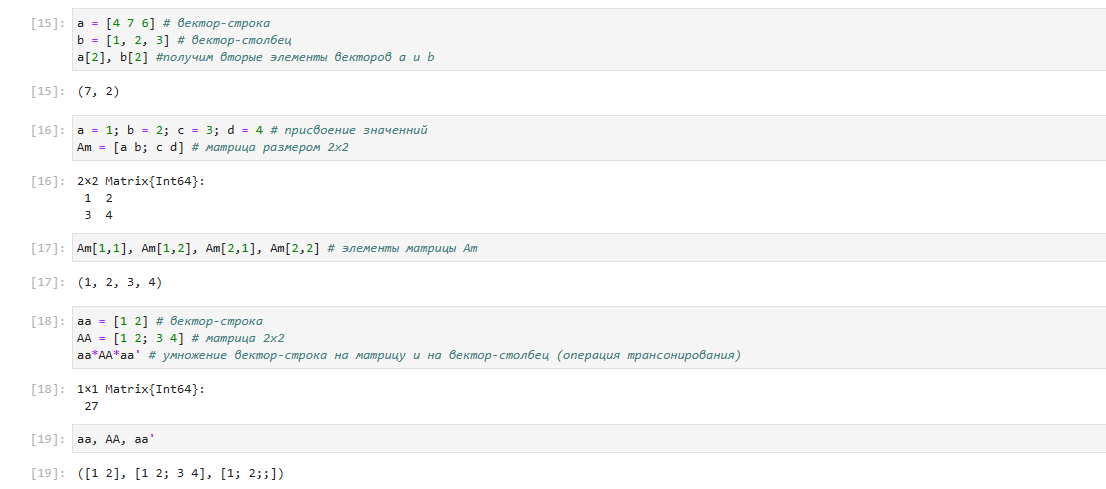 [15]: a = [4 7 6] # вектор-строка
b = [1, 2, 3] # вектор-столбец
a[2], b[2] #получим вторые элементы векторов a и b
[15]: (7, 2)
[16]: a = 1; b = 2; c = 3; d = 4 # присвоение значенний
Am = [a b; c d] # матрица размером 2x2
[16]: 2×2 Matrix{Int64}:
1 2
3 4
[17]: Am[1,1], Am[1,2], Am[2,1], Am[2,2] # элементы матрицы Am
[17]: (1, 2, 3, 4)
[18]: aa = [1 2] # вектор-строка
AA = [1 2; 3 4] # матрица 2x2
aa*AA*aa' # умножение вектор-строка на матрицу и на вектор-столбец (операция трансонирования)
[18]: 1×1 Matrix{Int64}:
27
[19]: aa, AA, aa'
[19]: ([1 2], [1 2; 3 4], [1; 2;;])